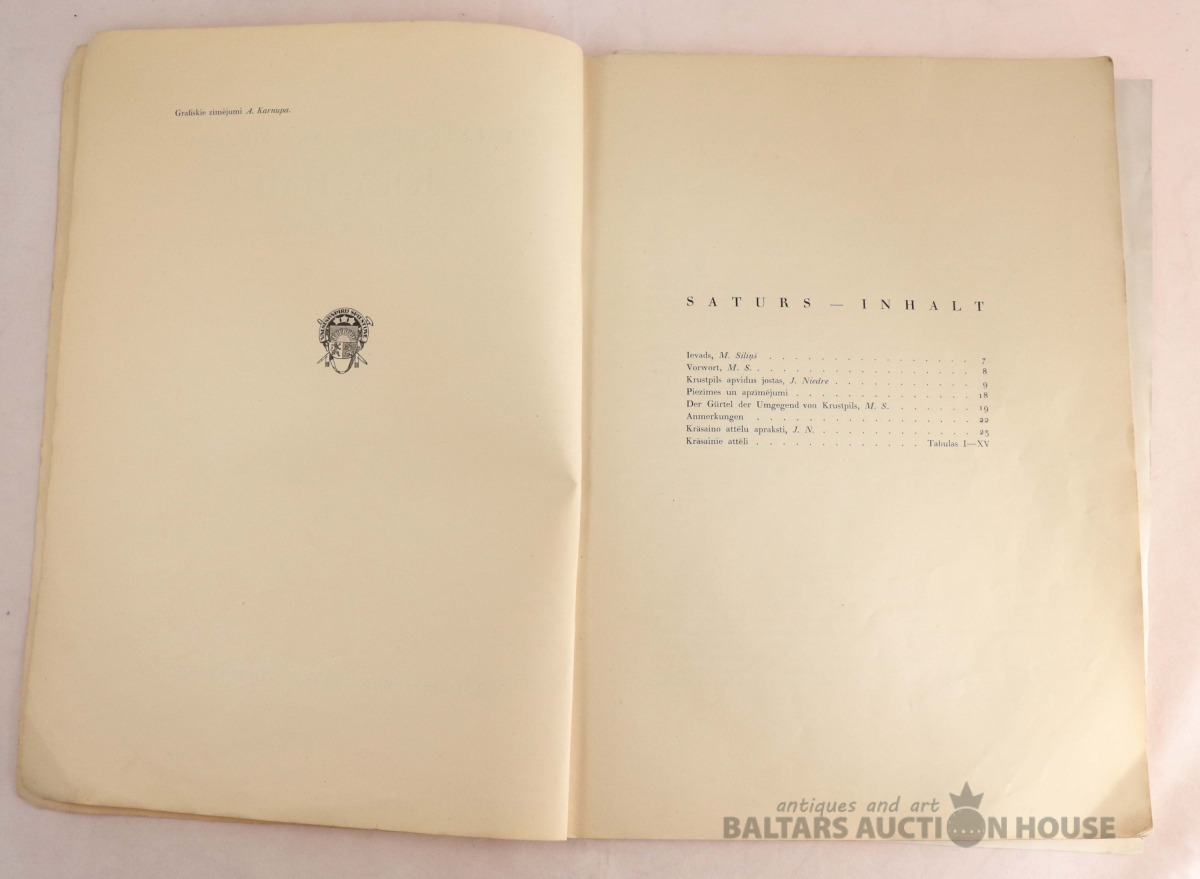 Grafiskie zīmējumi A. Karnupa.
SATURS — INHALT
Ievads, M. Siliņš . . . . . . . . . . . . . . . . 7
Vorwort, M. S. . . . . . . . . . . . . . . . . . 8
Krustpils apvidus jostas, J. Niedre . . . . . . . . . . . 9
Piezīmes un apzīmējumi . . . . . . . . . . . . . . 18
Der Gürtel der Umgegend von Krustpils, M. S. . . . . . . 19
Anmerkungen . . . . . . . . . . . . . . . . . . 22
Krāsaino attēlu apraksti, J. N. . . . . . . . . . . . . 23
Krāsainie attēli . . . . . . . . . . . . . Tabulas I—XV
antiques and art
BALTARS AUCTION HOUSE